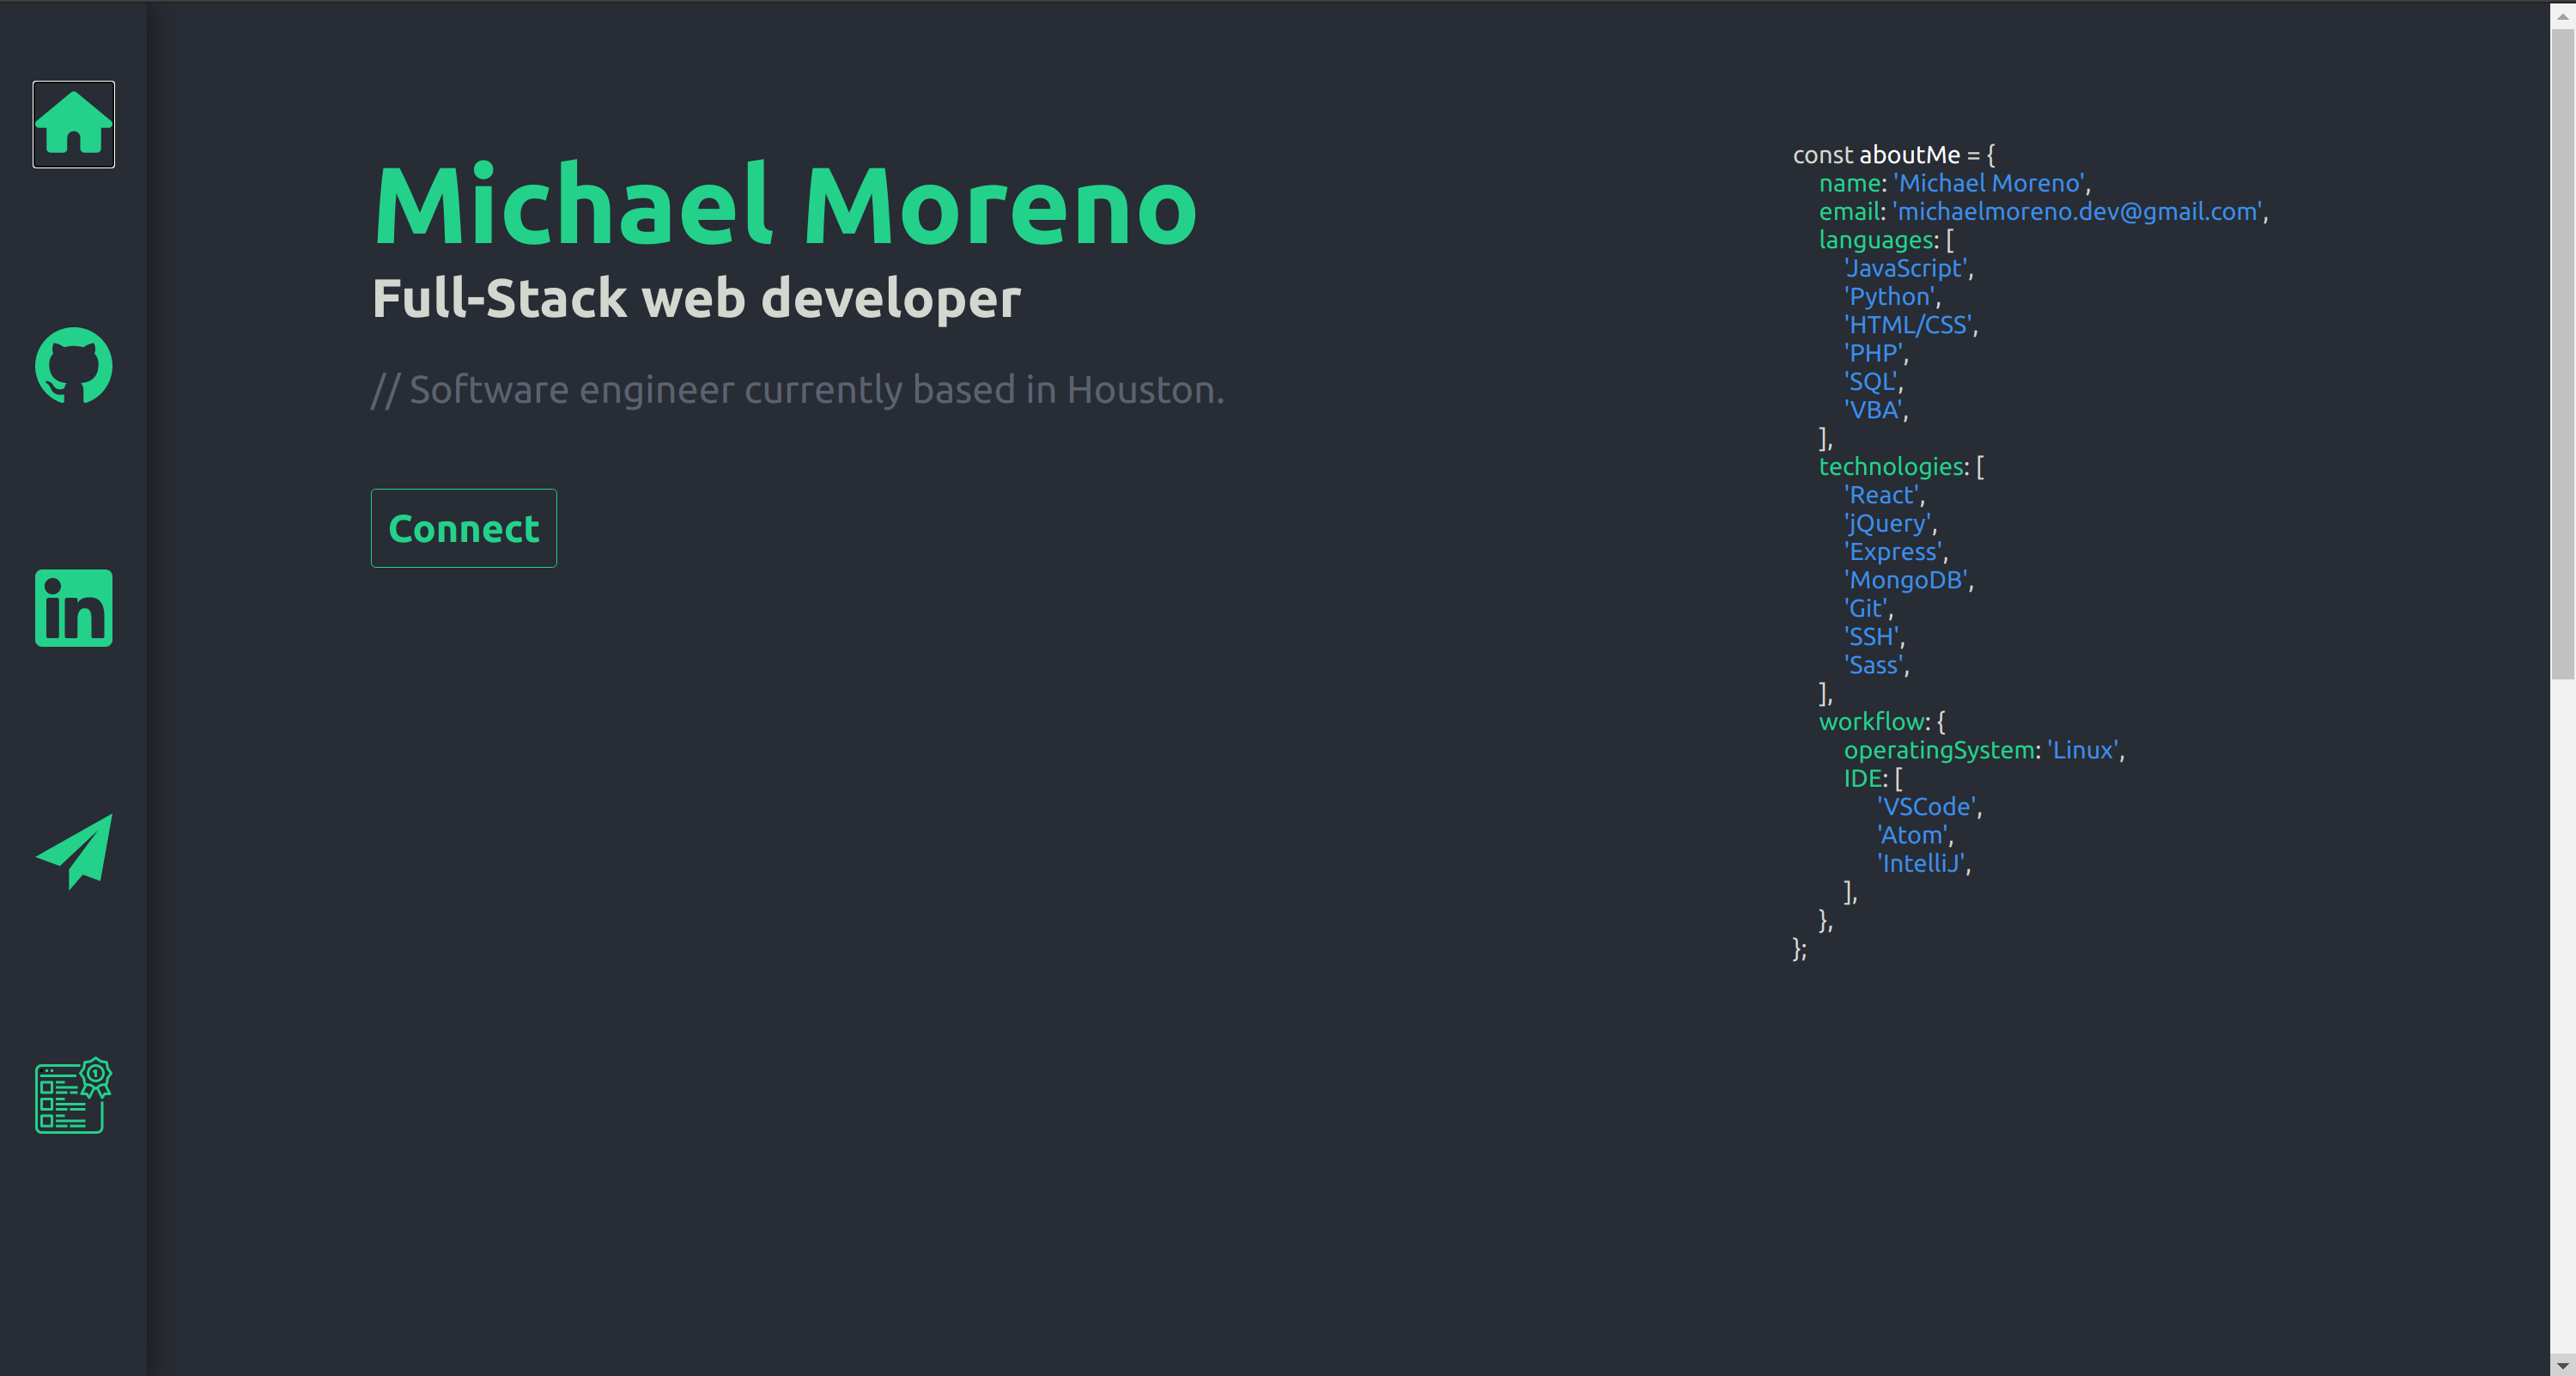 Michael Moreno
Full-Stack web developer
// Software engineer currently based in Houston.
Connect
const aboutMe = {
name: 'Michael Moreno',
email: 'michaelmoreno.dev@gmail.com',
languages: [
'JavaScript',
'Python',
'HTML/CSS',
'PHP',
'SQL',
'VBA',
],
technologies: [
'React',
'jQuery',
'Express',
'MongoDB',
'Git',
'SSH',
'Sass',
],
workflow: {
operatingSystem: 'Linux',
IDE: [
'VSCode',
'Atom',
'IntelliJ',
],
},
};
in
1